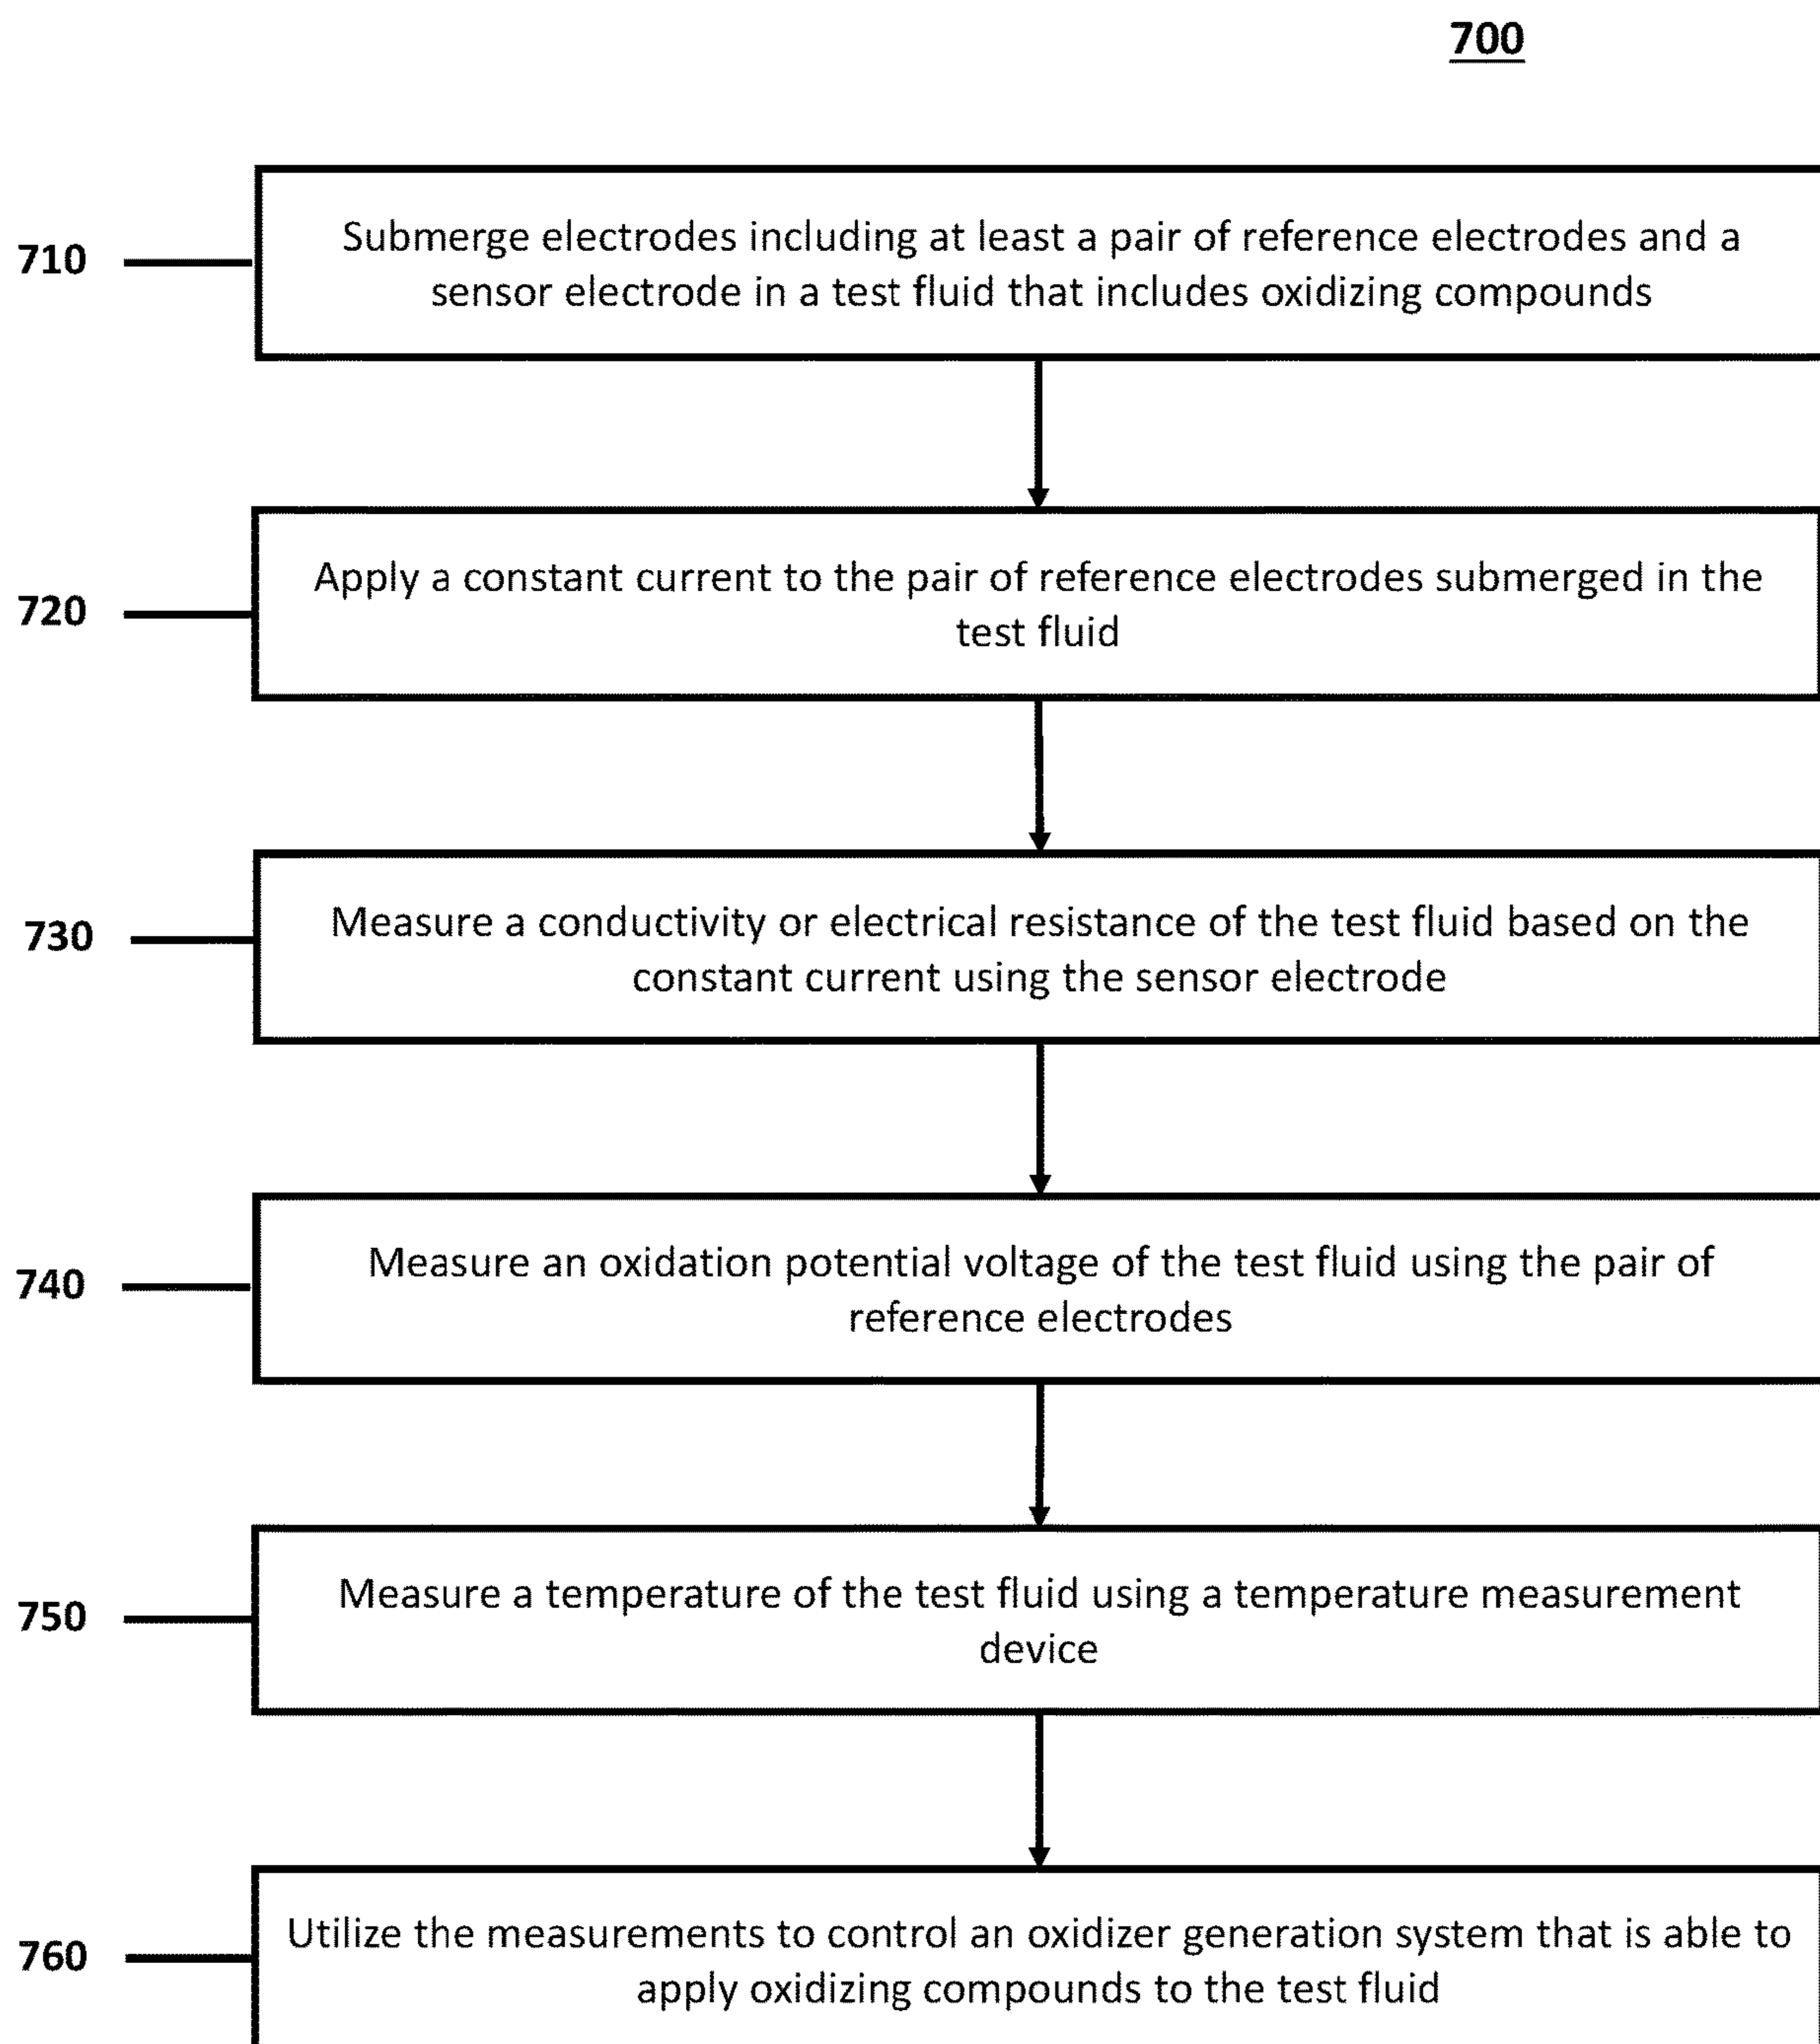 700
710
Submerge electrodes including at least a pair of reference electrodes and a
sensor electrode in a test fluid that includes oxidizing compounds
720
Apply a constant current to the pair of reference electrodes submerged in the
test fluid
730
Measure a conductivity or electrical resistance of the test fluid based on the
constant current using the sensor electrode
740
Measure an oxidation potential voltage of the test fluid using the pair of
reference electrodes
750
Measure a temperature of the test fluid using a temperature measurement
device
760
Utilize the measurements to control an oxidizer generation system that is able to
apply oxidizing compounds to the test fluid